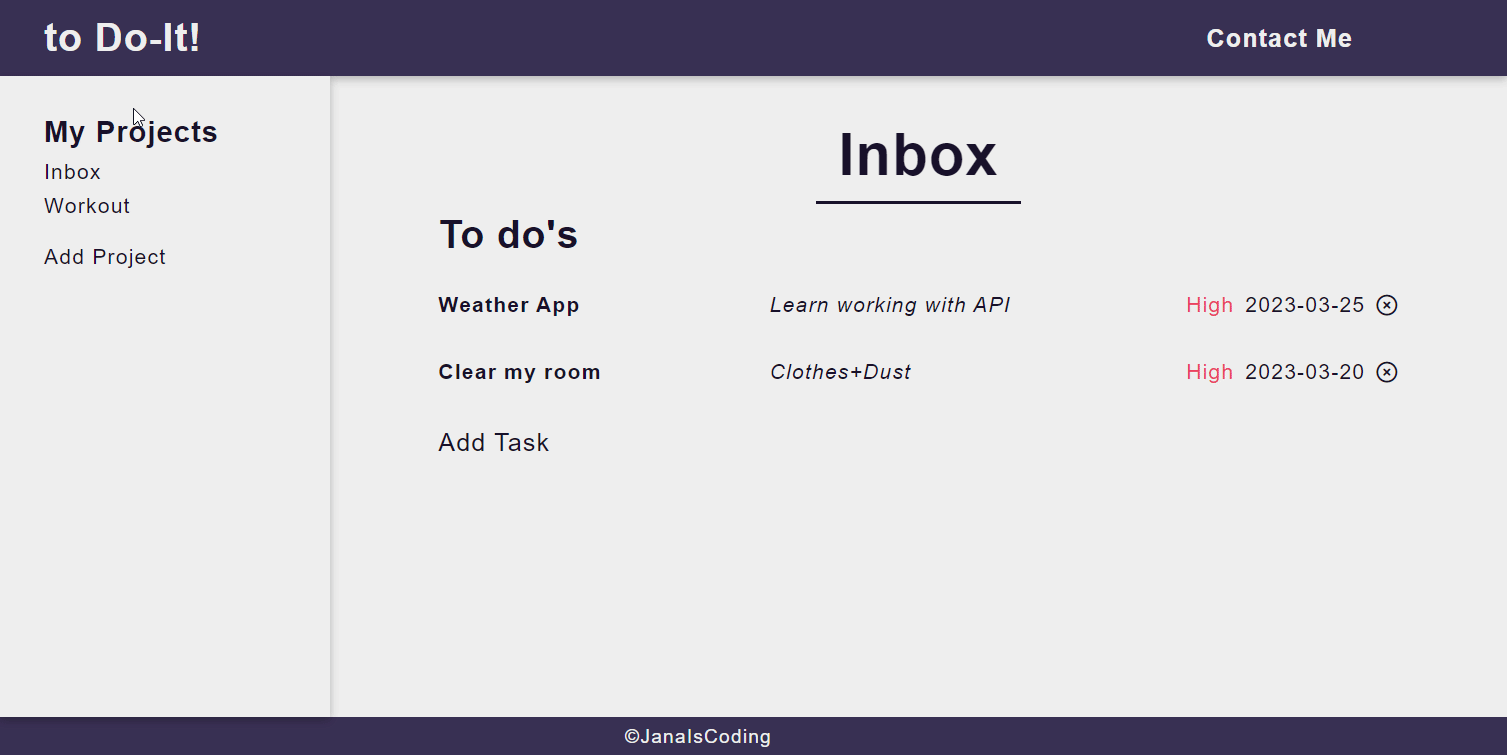 to Do-It!
Contact Me
My Projects
Inbox
Workout
Add Project
Inbox
To do's
Weather App Learn working with API High 2023-03-25
Clear my room Clothes+Dust High 2023-03-20
Add Task
©JanaIsCoding